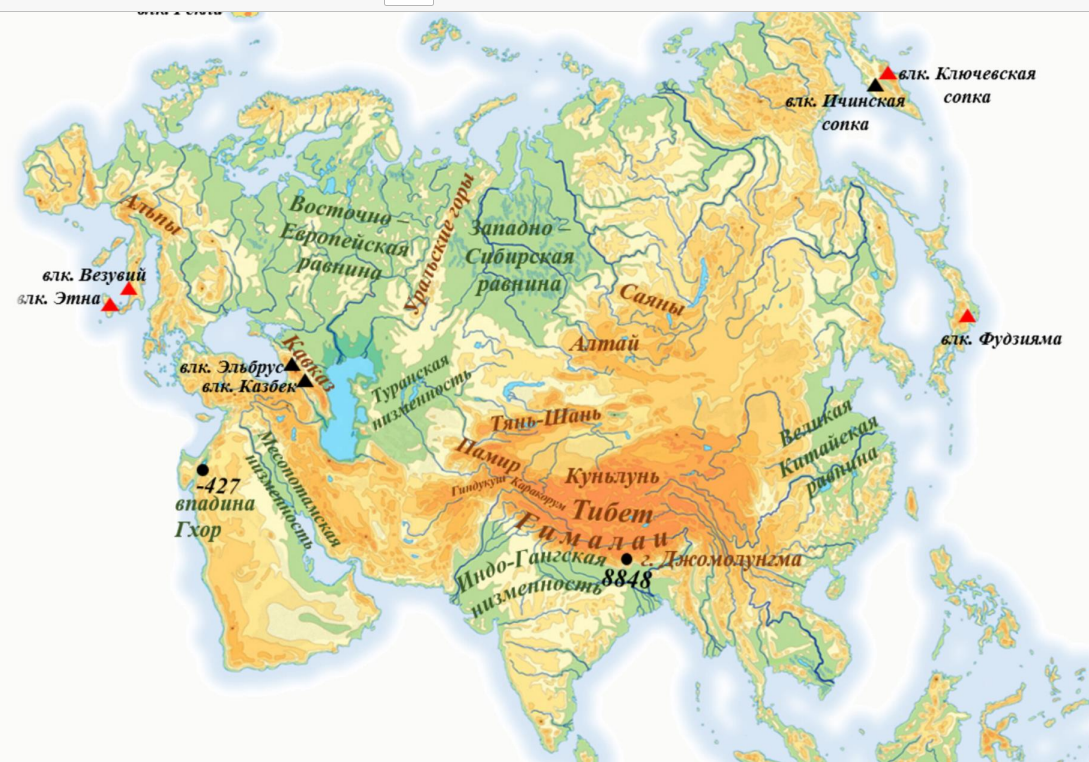 влк. Ключевская
сопка
влк. Ичинская
сопка
Альпы
Восточно –
Европейская
равнина
Уральские горы
Западно –
Сибирская
равнина
влк. Везувий
влк. Этна
Саяны
Алтай
влк. Фудзияма
Кавказ
влк. Эльбрус
влк. Казбек
Туранская
низменность
Тянь-Шань
Великая
Китайская
равнина
Памир
Куньлунь
Гиндукуш
Каракорум
Тибет
Месопотамская
низменность
-427
впадина
Гхор
Гималаи
Индо-Гангская
низменность
г. Джомолунгма
8848